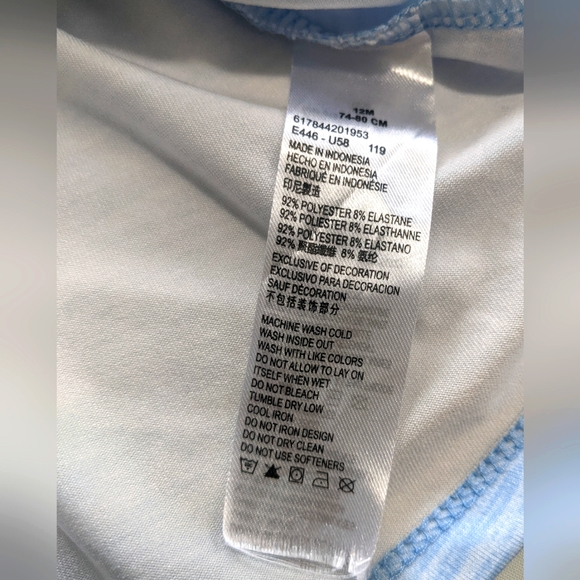 12M
74-80 CM
617844201953
E446 - U58 119
MADE IN INDONESIA
HECHO EN INDONESIA
FABRIQUÉ EN INDONÉSIE
印尼製造
92% POLYESTER 8% ELASTANE
92% POLYESTER 8% ELASTHANNE
92% POLYESTER 8% ELASTANO
92% 聚酯纖維 8% 氨纶
EXCLUSIVE OF DECORATION
EXCLUSIVO PARA DECORACION
SAUF DÉCORATION
不包括装饰部分
MACHINE WASH COLD
WASH INSIDE OUT
WASH WITH LIKE COLORS
DO NOT ALLOW TO LAY ON
ITSELF WHEN WET
DO NOT BLEACH
TUMBLE DRY LOW
COOL IRON
DO NOT IRON DESIGN
DO NOT DRY CLEAN
DO NOT USE SOFTENERS